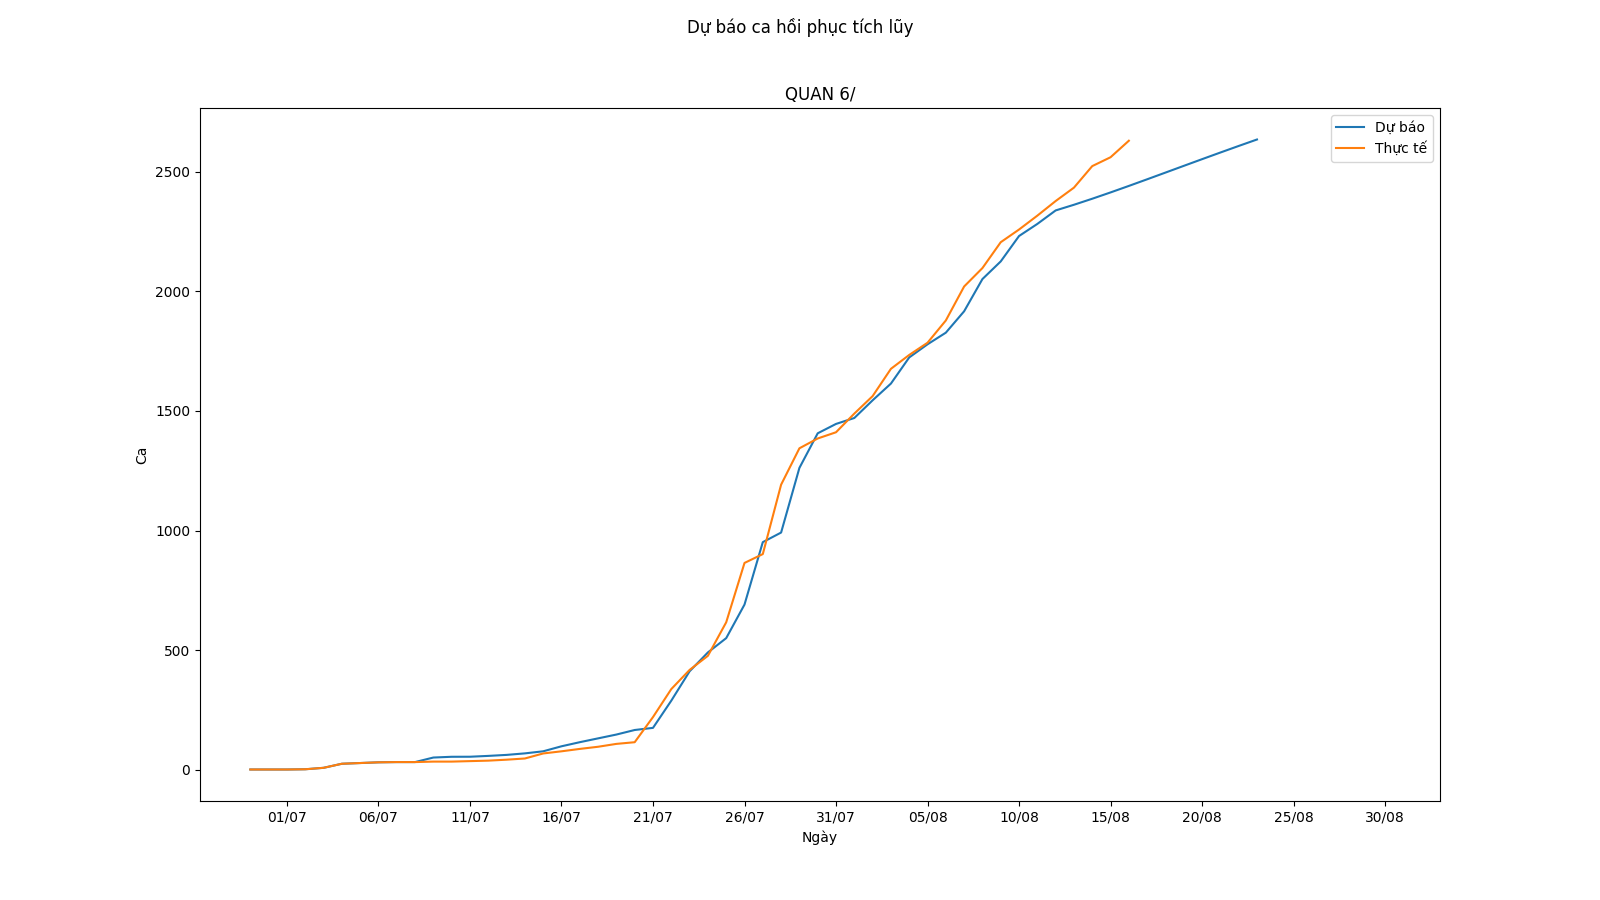 Dự báo ca hồi phục tích lũy
QUAN 6/
Dự báo
Thực tế
2500
2000
1500
1000
500
0
Ca
01/07 06/07 11/07 16/07 21/07 26/07 31/07 05/08 10/08 15/08 20/08 25/08 30/08
Ngày